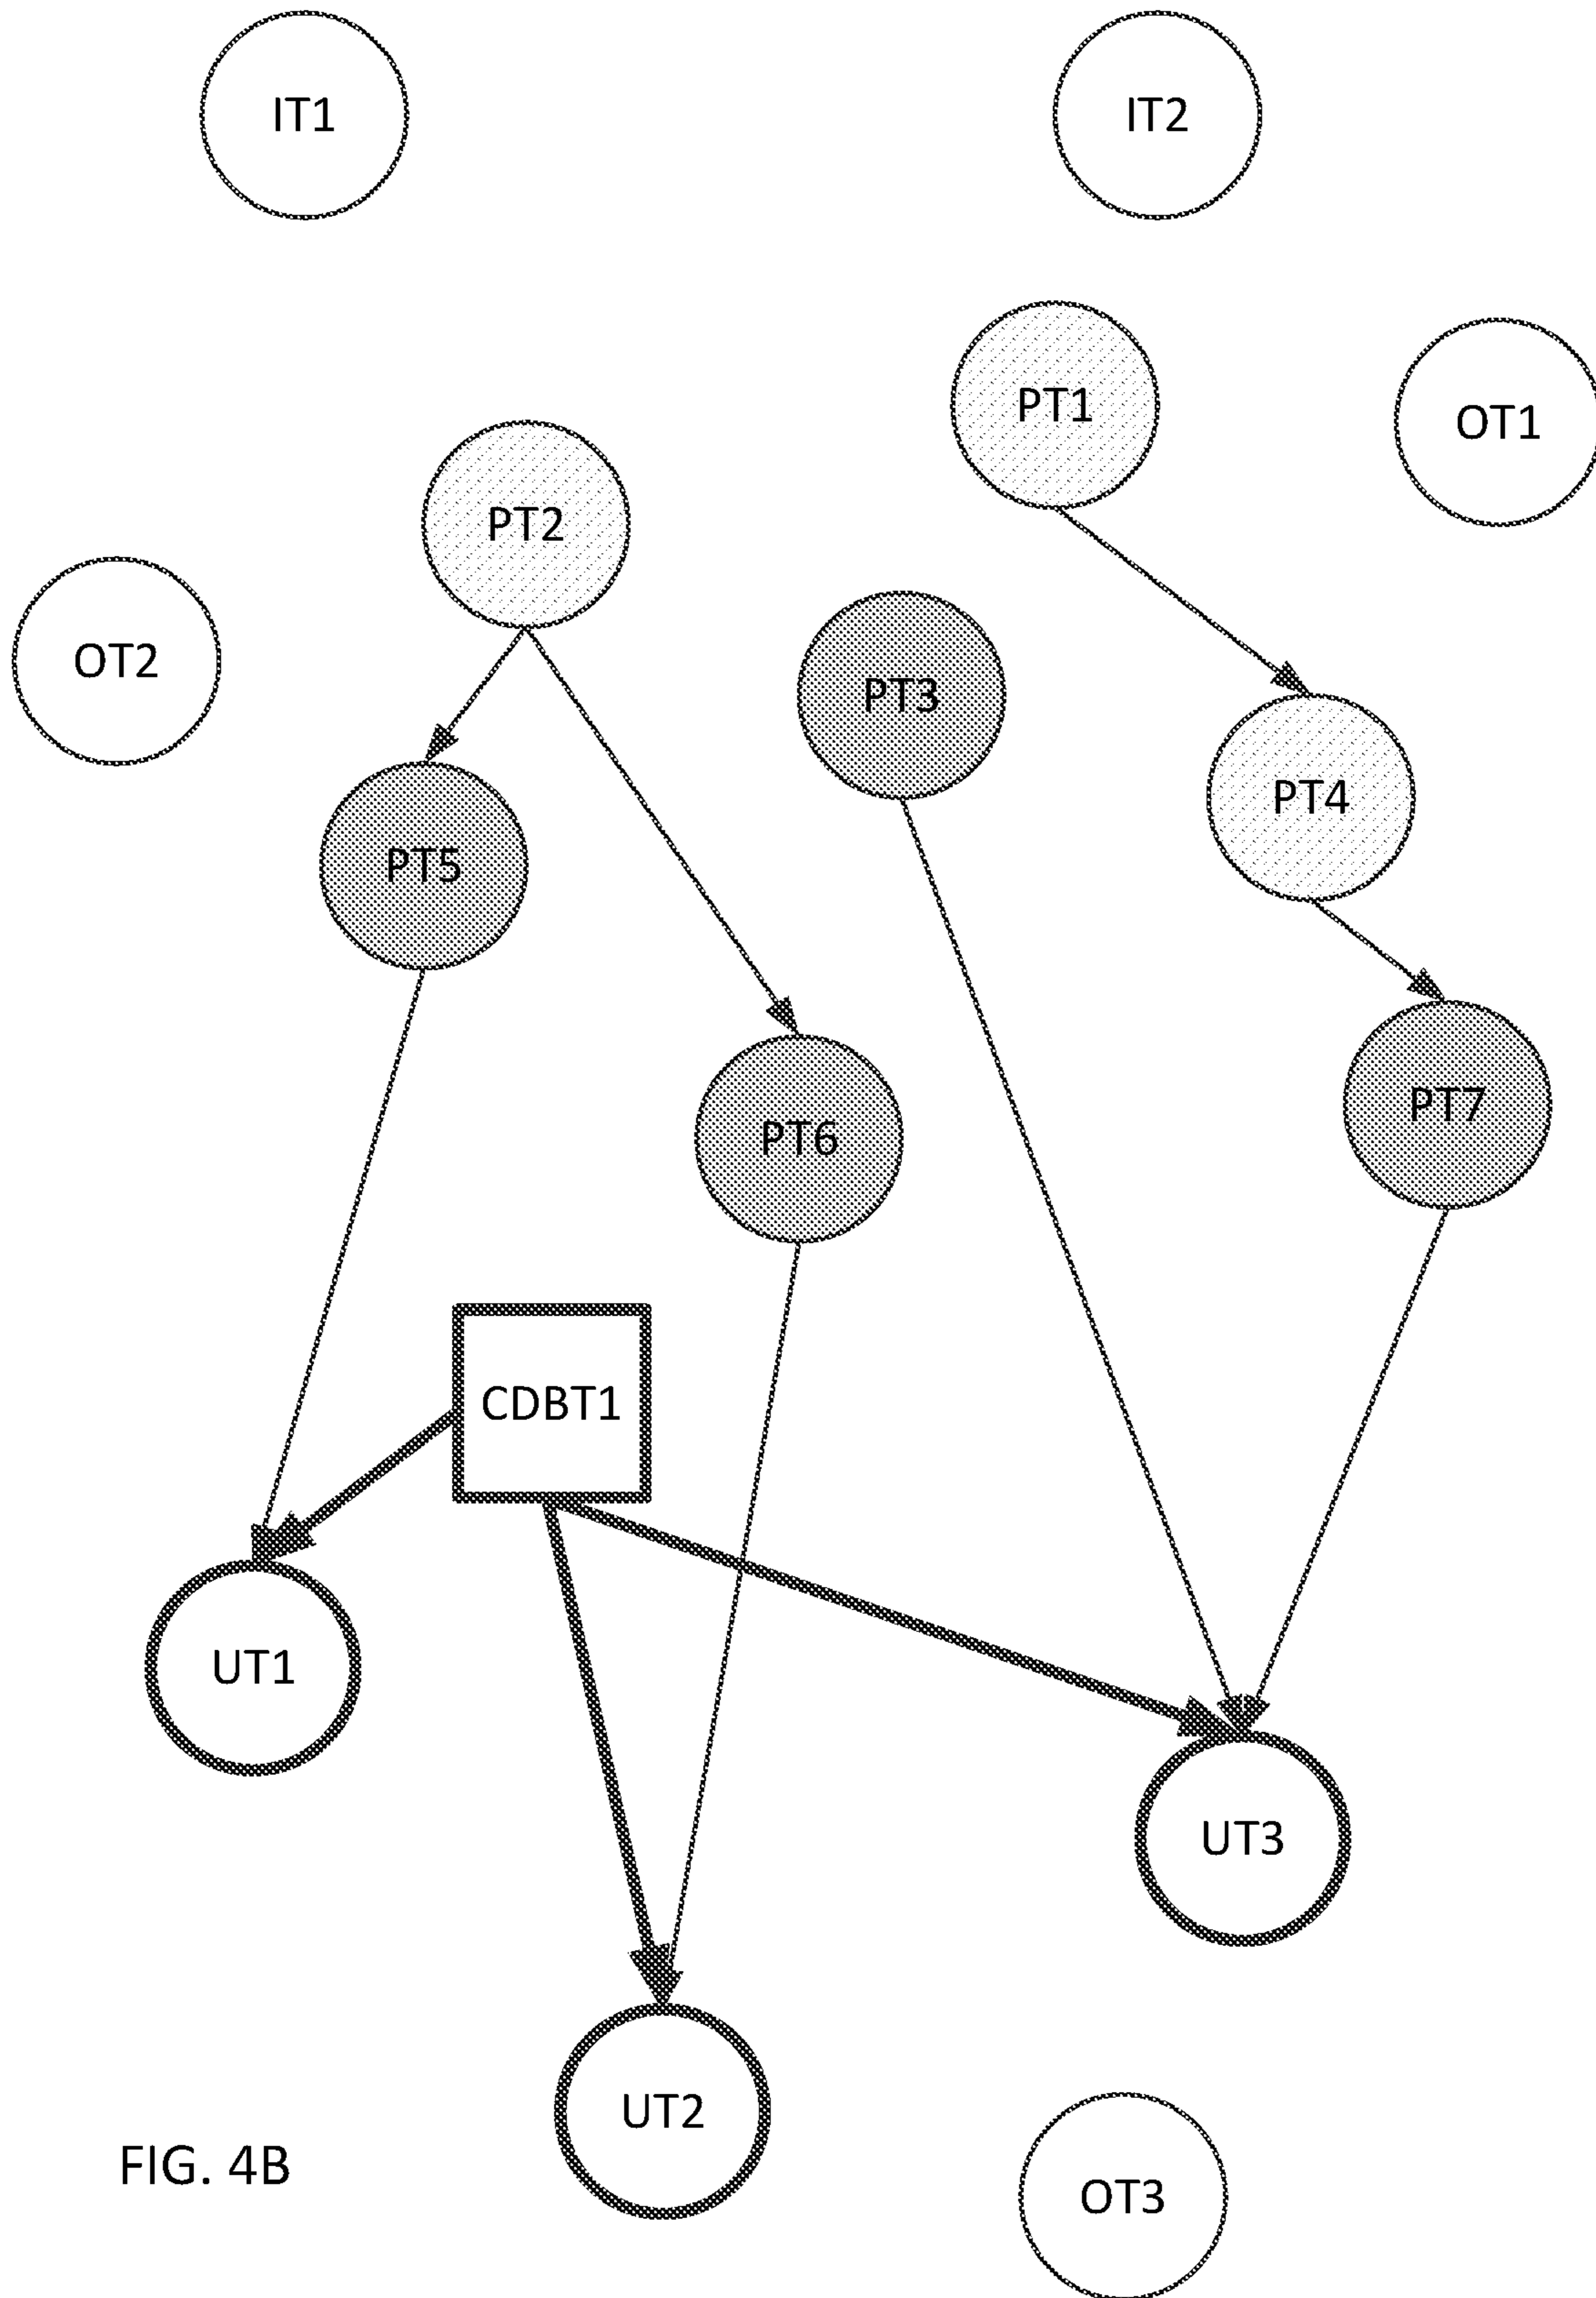 IT1
IT2
PT1
OT1
PT2
OT2
PT3
PT4
PT5
PT7
PT6
CDBT1
UT1
UT3
UT2
FIG. 4B
OT3